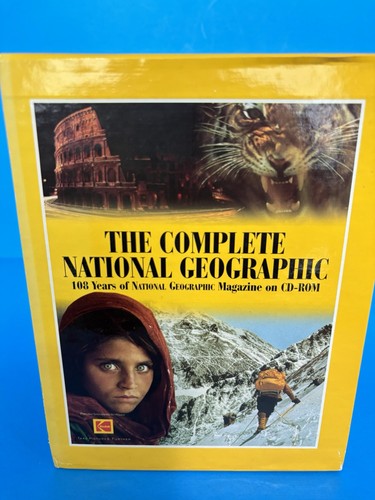 THE COMPLETE
NATIONAL GEOGRAPHIC
108 Years of NATIONAL GEOGRAPHIC Magazine on CD-ROM